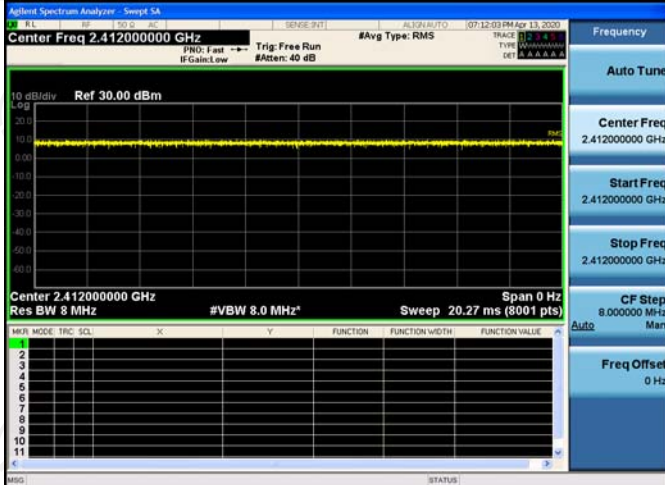 Agilent Spectrum Analyzer - Swept SA
RL RF 50 Ω AC SENSE:INT ALIGN AUTO 07:12:03 PM Apr 13, 2020
Center Freq 2.412000000 GHz #Avg Type: RMS TRACE 1 2 3 4 5 6
PNO: Fast Trig: Free Run TYPE
IFGain:Low #Atten: 40 dB DET A A A A A A
10 dB/div Ref 30.00 dBm
Log
20.0
10.0
0.00
-10.0
-20.0
-30.0
-40.0
-50.0
-60.0
RMS
Center 2.412000000 GHz Span 0 Hz
Res BW 8 MHz #VBW 8.0 MHz* Sweep 20.27 ms (8001 pts)
MKR MODE TRC SCL X Y FUNCTION FUNCTION WIDTH FUNCTION VALUE
1
2
3
4
5
6
7
8
9
10
11
MSG STATUS
Frequency
Auto Tune
Center Freq
2.412000000 GHz
Start Freq
2.412000000 GHz
Stop Freq
2.412000000 GHz
CF Step
8.000000 MHz
Auto Man
Freq Offset
0 Hz